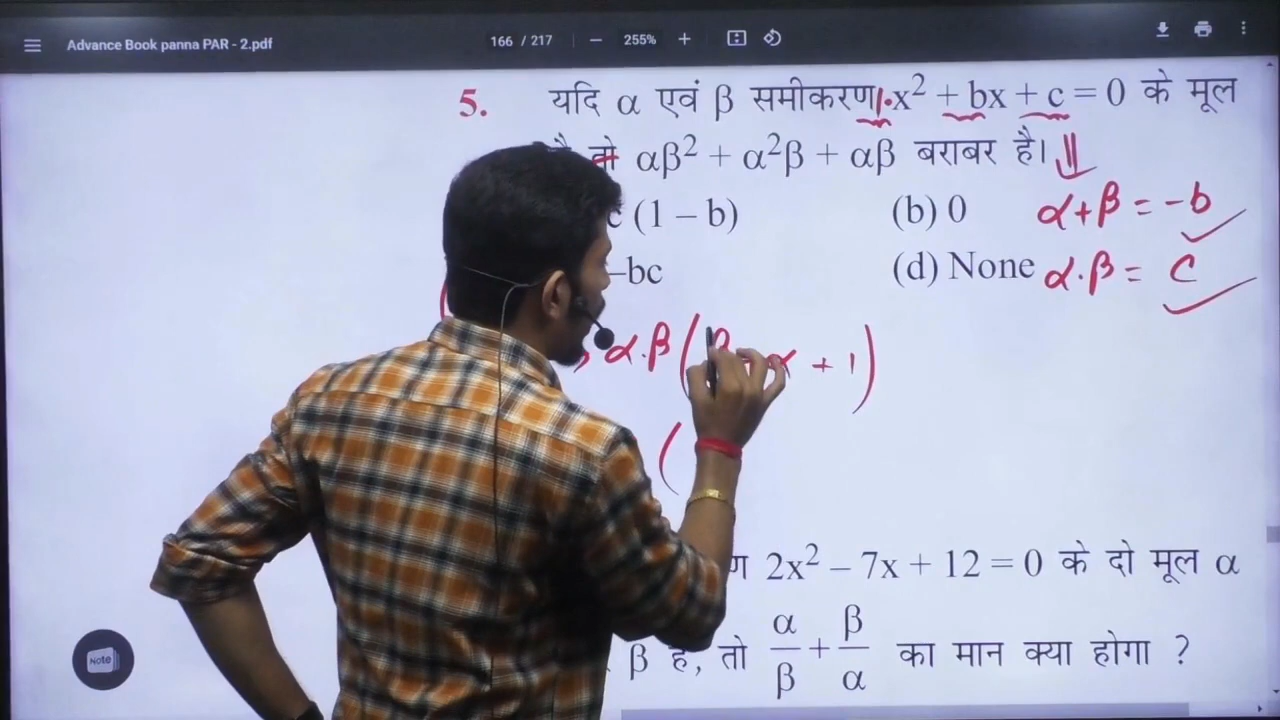 Advance Book panna PAR - 2.pdf
166 / 217
255%
5. यदि α एवं β समीकरण 1·x² + bx + c = 0 के मूल
तो αβ² + α²β + αβ बराबर है।
c (1 – b)
(b) 0
α+β = -b
–bc
(d) None
α.β = c
α.β (β + α + 1)
(
2x² – 7x + 12 = 0 के दो मूल α
β है, तो α/β + β/α का मान क्या होगा ?
Note